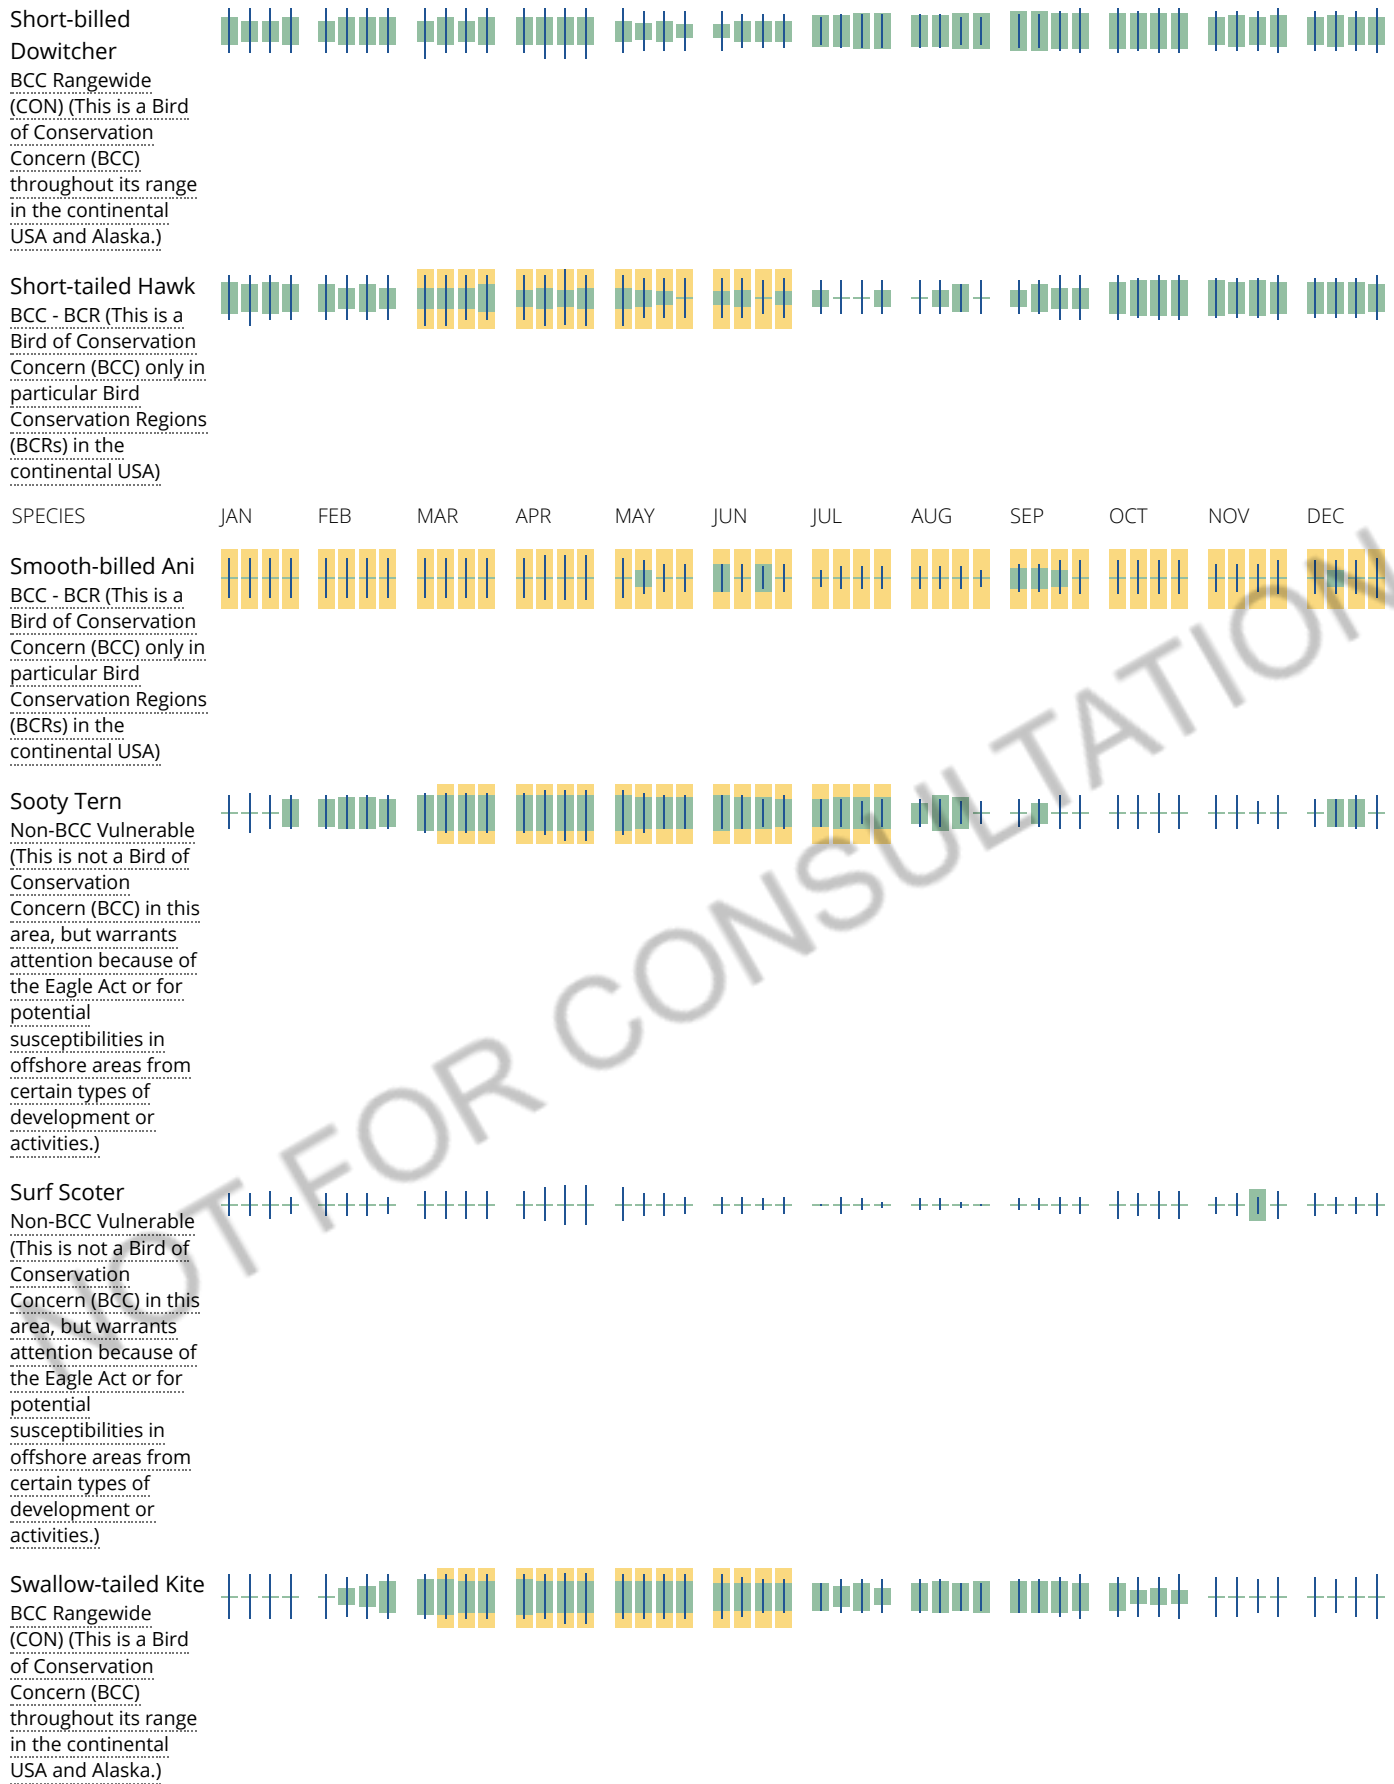 Short-billed
Dowitcher
BCC Rangewide
(CON) (This is a Bird
of Conservation
Concern (BCC)
throughout its range
in the continental
USA and Alaska.)
Short-tailed Hawk
BCC - BCR (This is a
Bird of Conservation
Concern (BCC) only in
particular Bird
Conservation Regions
(BCRs) in the
continental USA)
SPECIES JAN FEB MAR APR MAY JUN JUL AUG SEP OCT NOV DEC
Smooth-billed Ani
BCC - BCR (This is a
Bird of Conservation
Concern (BCC) only in
particular Bird
Conservation Regions
(BCRs) in the
continental USA)
Sooty Tern
Non-BCC Vulnerable
(This is not a Bird of
Conservation
Concern (BCC) in this
area, but warrants
attention because of
the Eagle Act or for
potential
susceptibilities in
offshore areas from
certain types of
development or
activities.)
Surf Scoter
Non-BCC Vulnerable
(This is not a Bird of
Conservation
Concern (BCC) in this
area, but warrants
attention because of
the Eagle Act or for
potential
susceptibilities in
offshore areas from
certain types of
development or
activities.)
Swallow-tailed Kite
BCC Rangewide
(CON) (This is a Bird
of Conservation
Concern (BCC)
throughout its range
in the continental
USA and Alaska.)
NOT FOR CONSULTATION